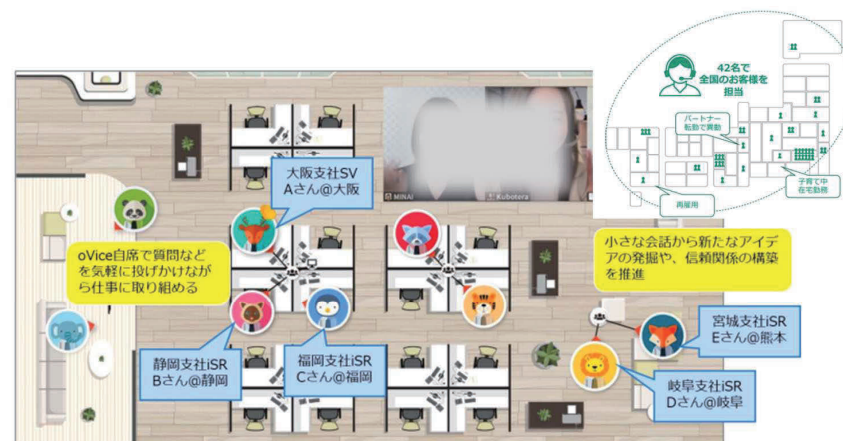 42名で
全国のお客様を
担当
パートナー
転勤で異動
再雇用
子育て中
在宅勤務
MINAI
Kubotera
大阪支社SV
Aさん@大阪
oVice自席で質問など
を気軽に投げかけなが
ら仕事に取り組める
小さな会話から新たなアイデ
アの発掘や、信頼関係の構築
を推進
静岡支社iSR
Bさん@静岡
福岡支社iSR
Cさん@福岡
宮城支社iSR
Eさん@熊本
岐阜支社iSR
Dさん@岐阜